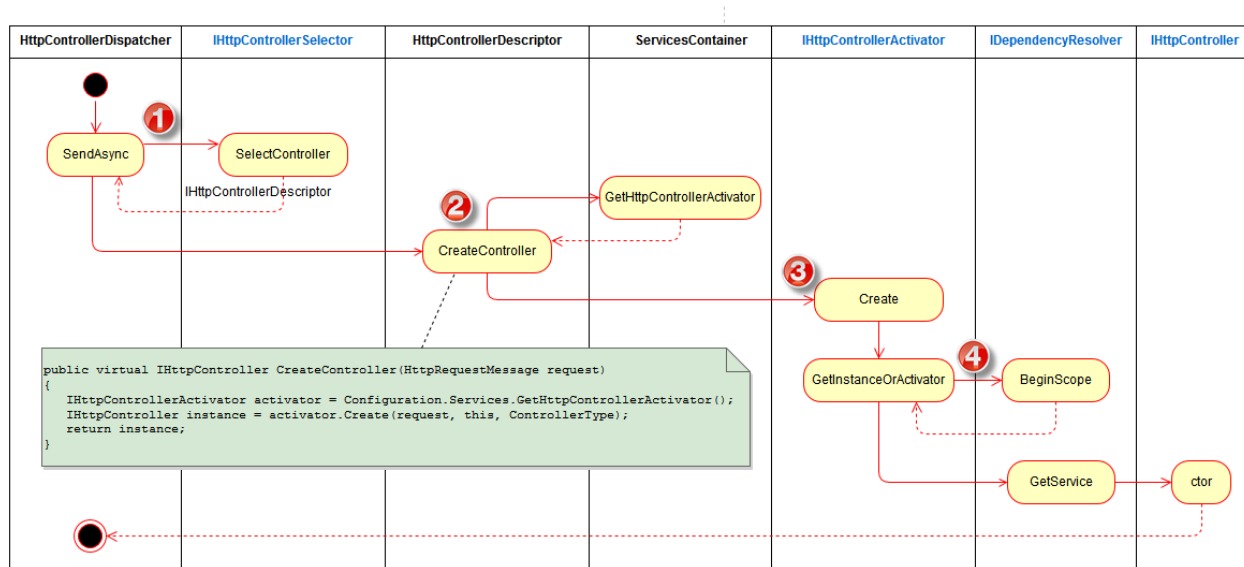 HttpControllerDispatcher
IHttpControllerSelector
HttpControllerDescriptor
ServicesContainer
IHttpControllerActivator
IDependencyResolver
IHttpController
1
SendAsync
SelectController
IHttpControllerDescriptor
2
GetHttpControllerActivator
CreateController
3
Create
4
GetInstanceOrActivator
BeginScope
public virtual IHttpController CreateController(HttpRequestMessage request)
{
IHttpControllerActivator activator = Configuration.Services.GetHttpControllerActivator();
IHttpController instance = activator.Create(request, this, ControllerType);
return instance;
}
GetService
ctor